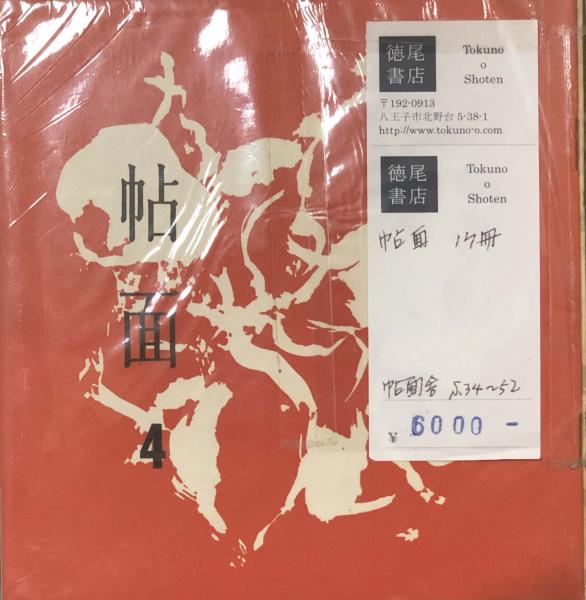 帖
面
4
徳尾
書店
Tokuno
o
Shoten
〒192-0913
八王子市北野台 5-38-1
http://www.tokuno-o.com
徳尾
書店
Tokuno
o
Shoten
帖面 17冊
帖面舎 S.34~52
¥ 6000-